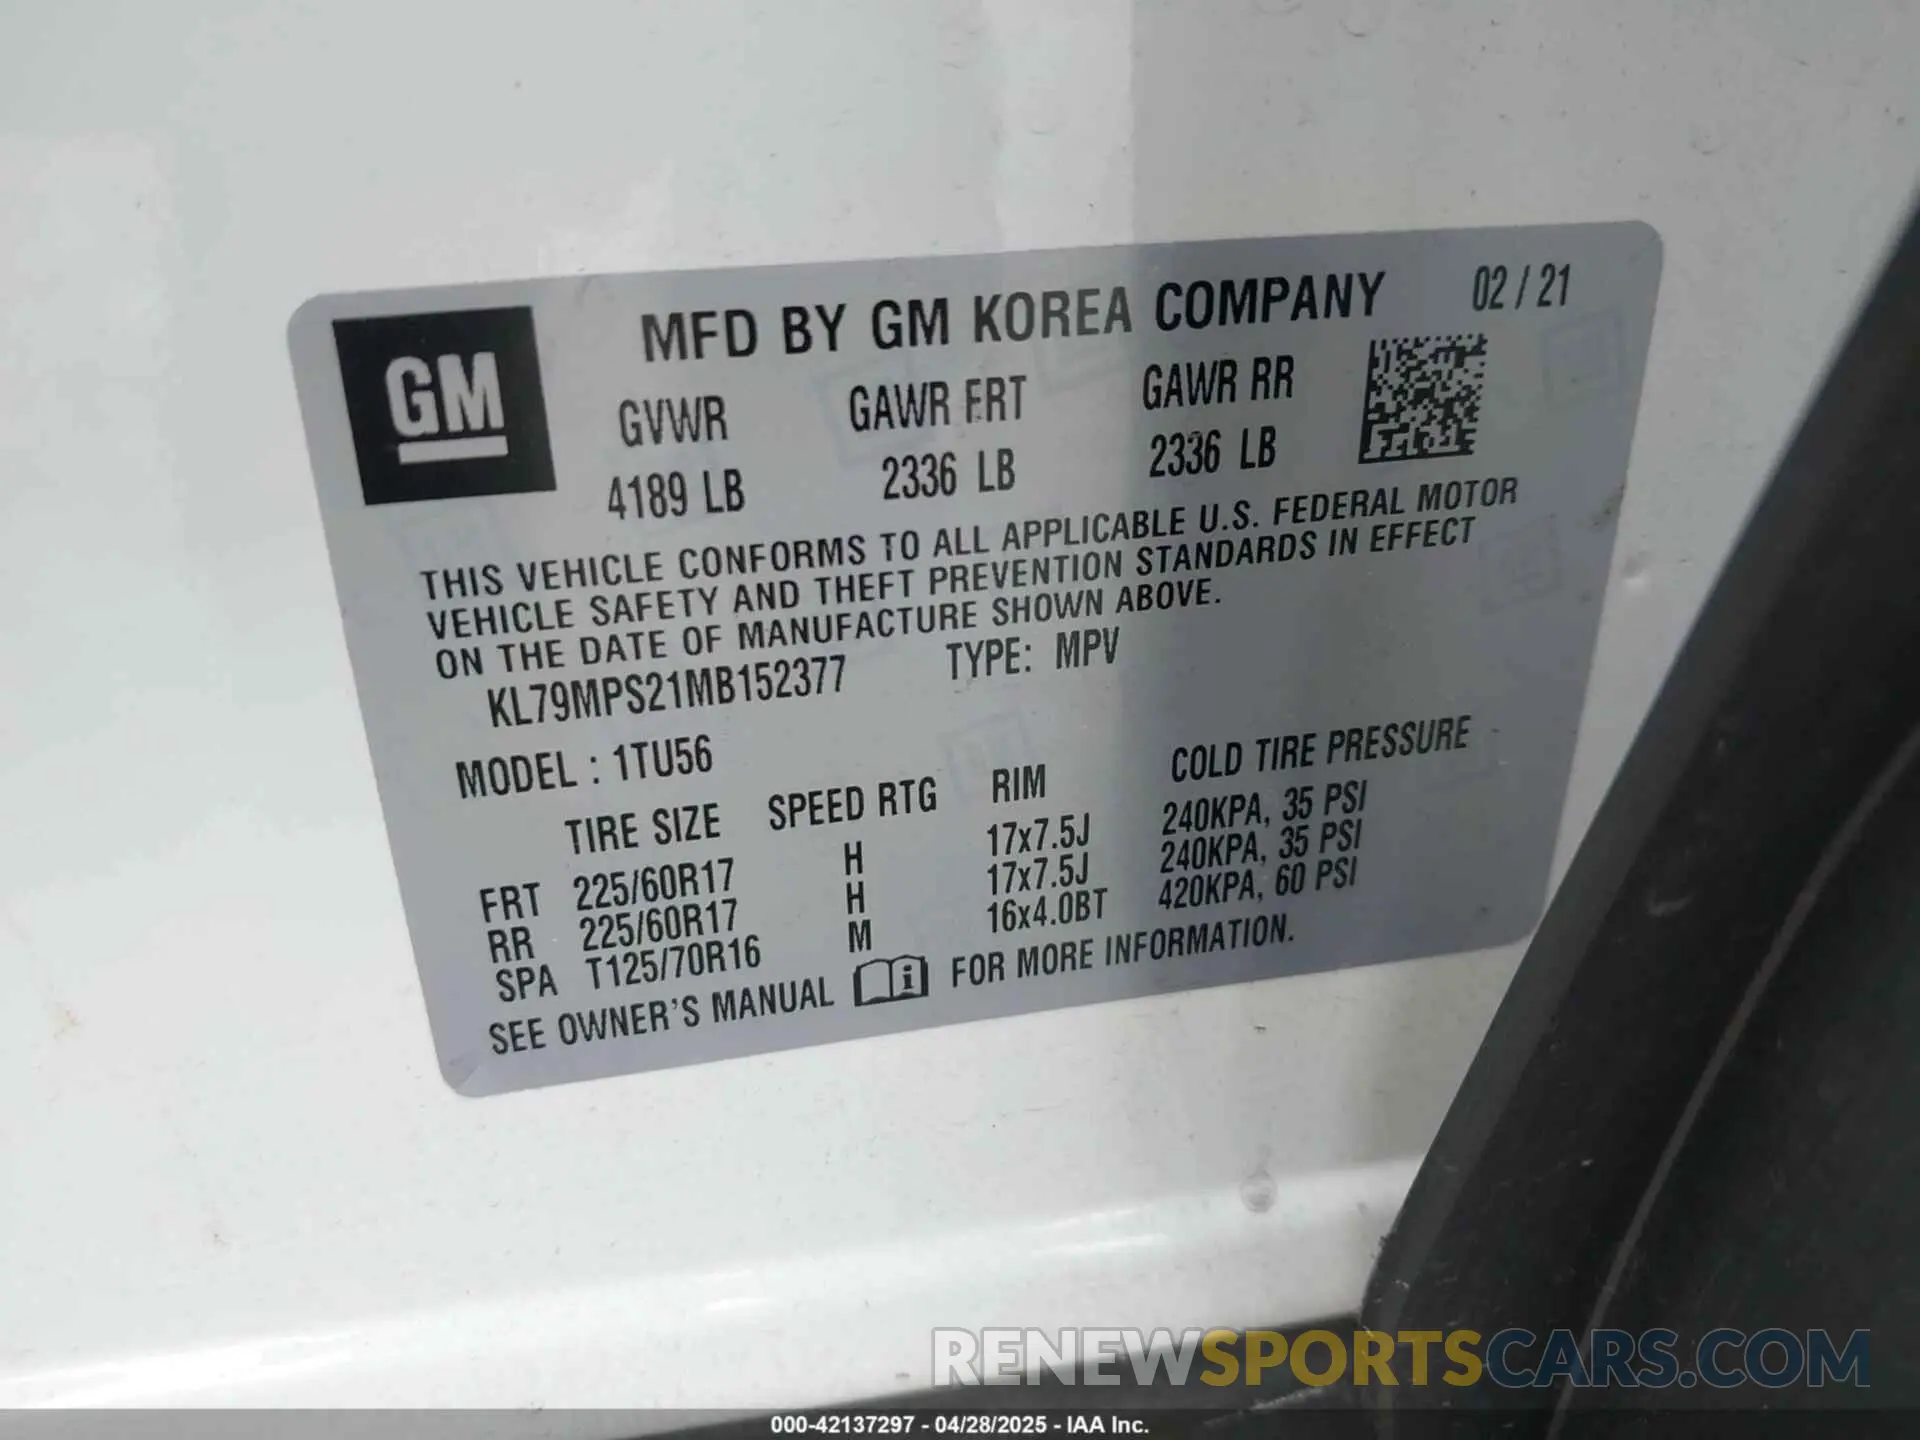 GM
MFD BY GM KOREA COMPANY 02 / 21
GVWR GAWR FRT GAWR RR
4189 LB 2336 LB 2336 LB
THIS VEHICLE CONFORMS TO ALL APPLICABLE U.S. FEDERAL MOTOR
VEHICLE SAFETY AND THEFT PREVENTION STANDARDS IN EFFECT
ON THE DATE OF MANUFACTURE SHOWN ABOVE.
KL79MPS21MB152377 TYPE: MPV
MODEL : 1TU56
TIRE SIZE SPEED RTG RIM COLD TIRE PRESSURE
FRT 225/60R17 H 17x7.5J 240KPA, 35 PSI
RR 225/60R17 H 17x7.5J 240KPA, 35 PSI
SPA T125/70R16 M 16x4.0BT 420KPA, 60 PSI
SEE OWNER'S MANUAL i FOR MORE INFORMATION.
RENEWSPORTSCARS.COM
000-42137297 - 04/28/2025 - IAA Inc.